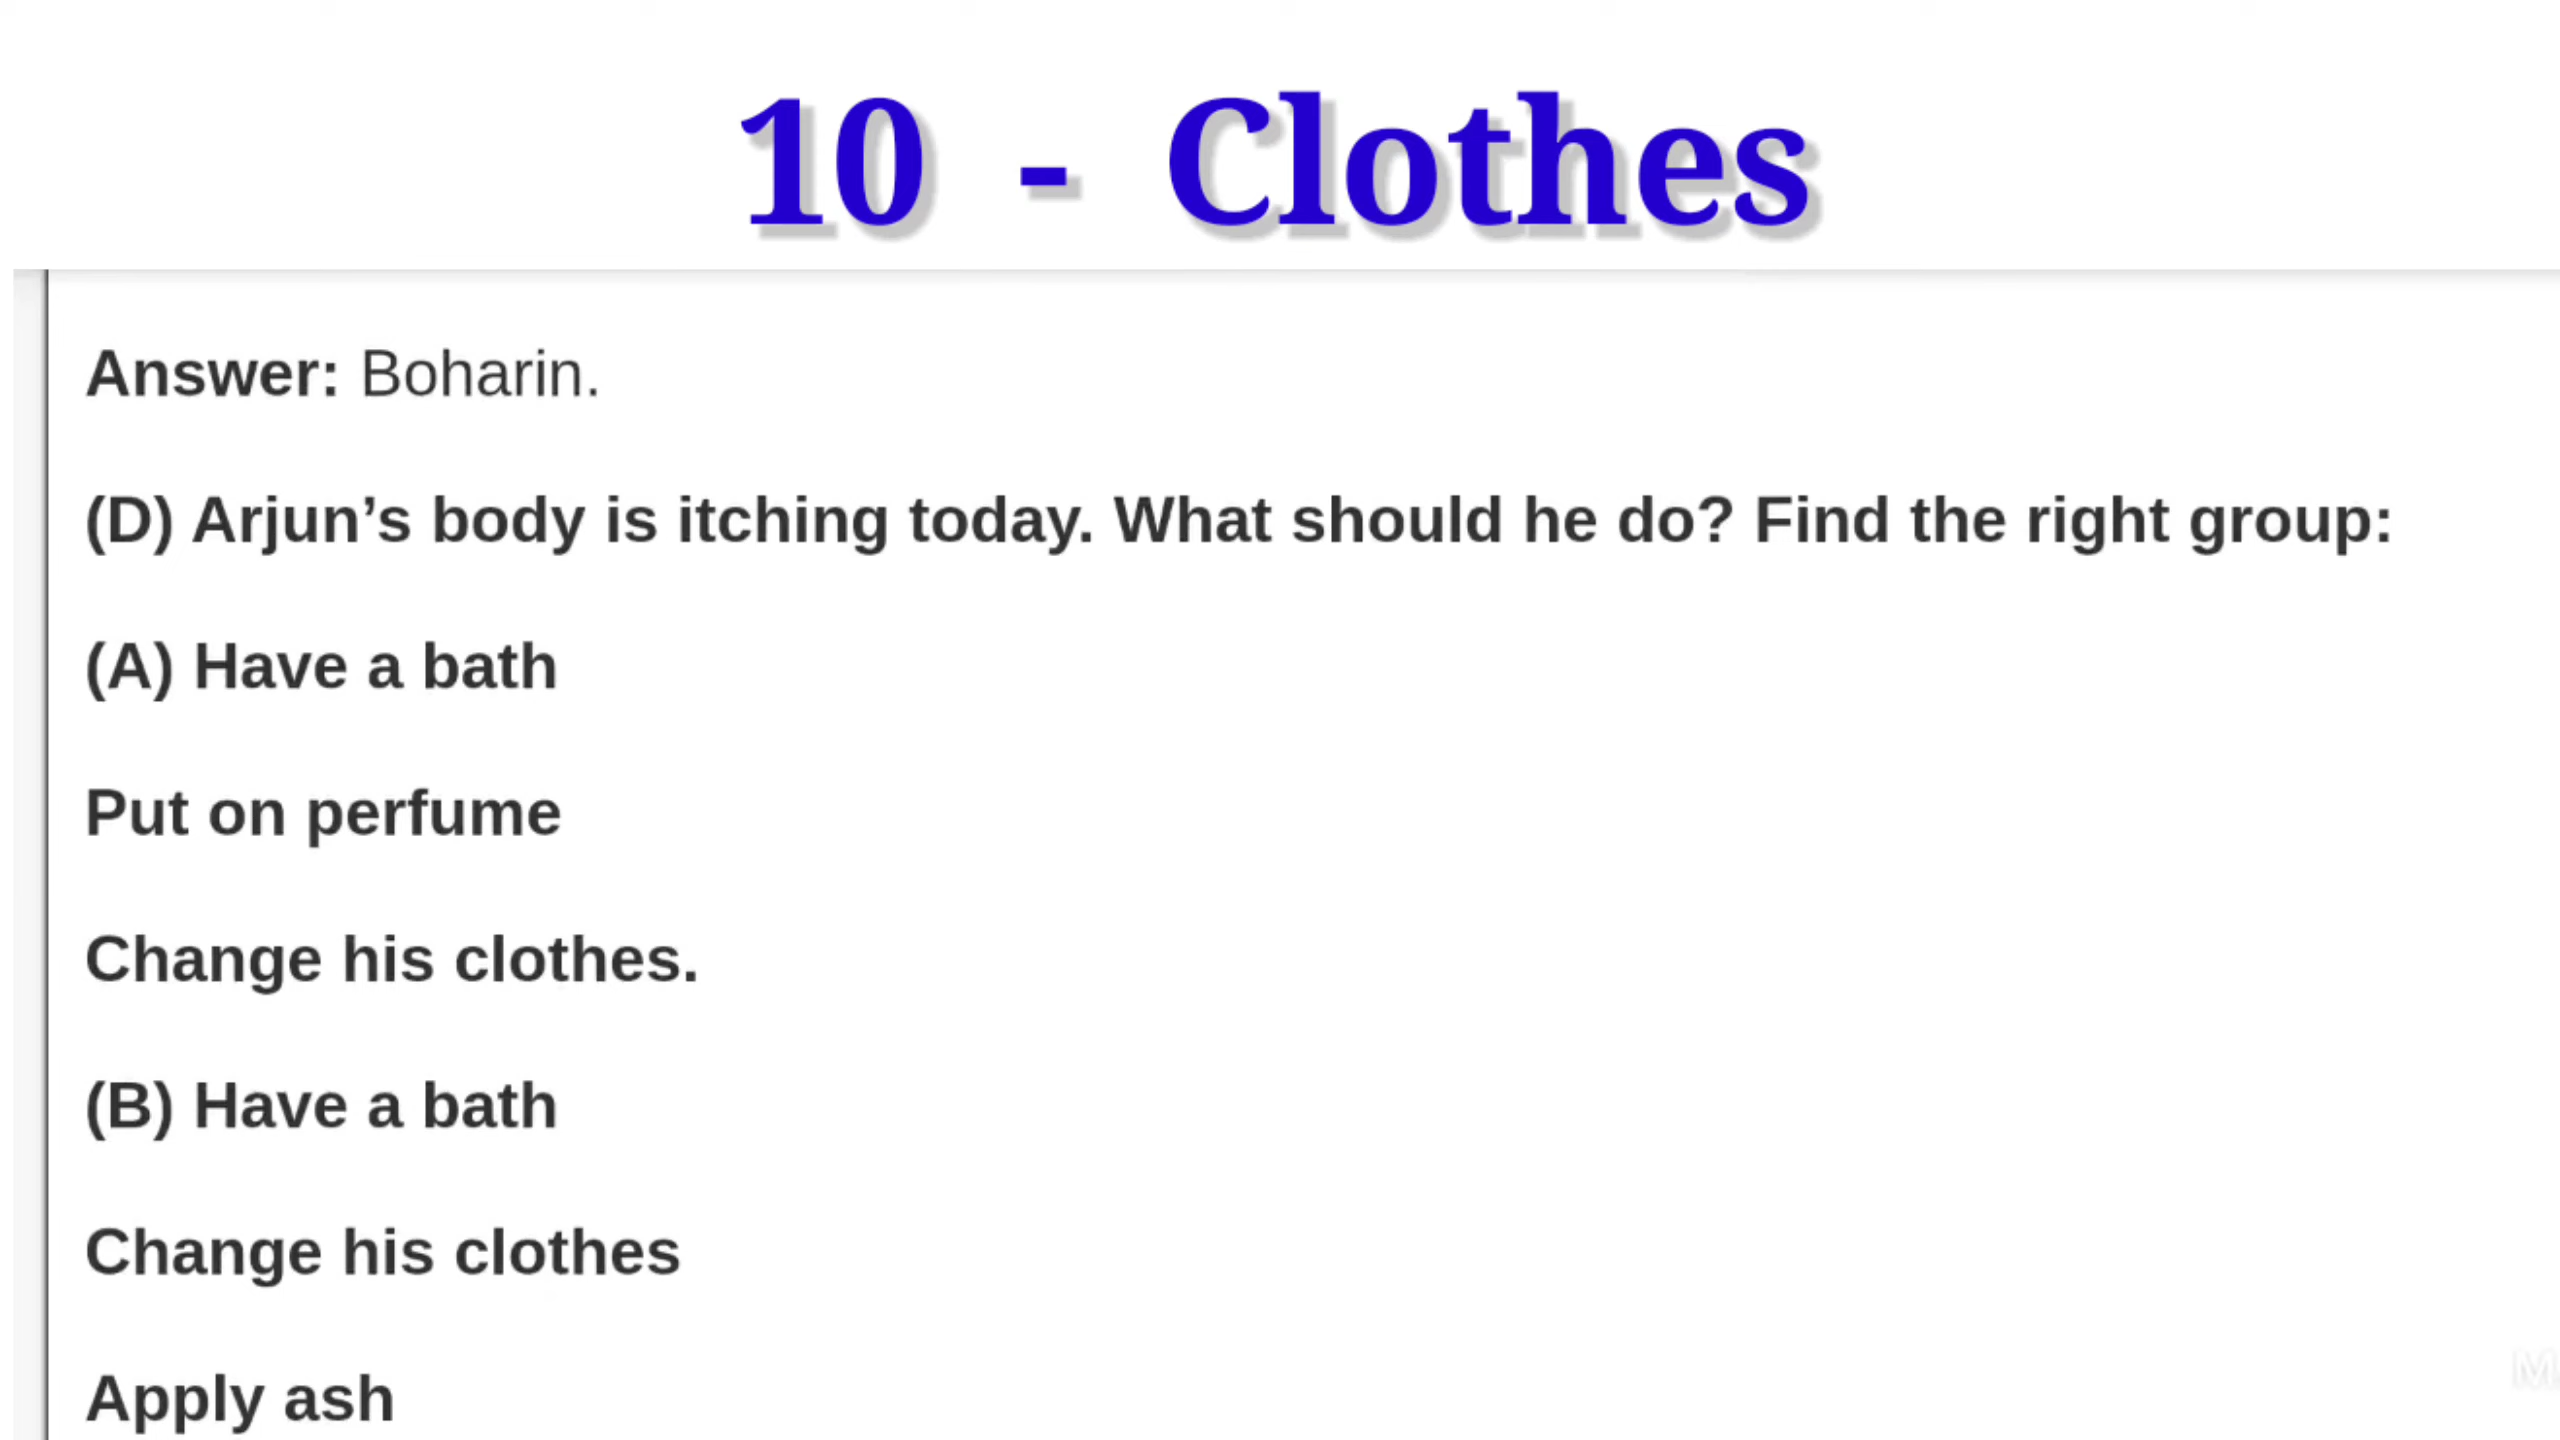 10 - Clothes
Answer: Boharin.
(D) Arjun’s body is itching today. What should he do? Find the right group:
(A) Have a bath
Put on perfume
Change his clothes.
(B) Have a bath
Change his clothes
Apply ash